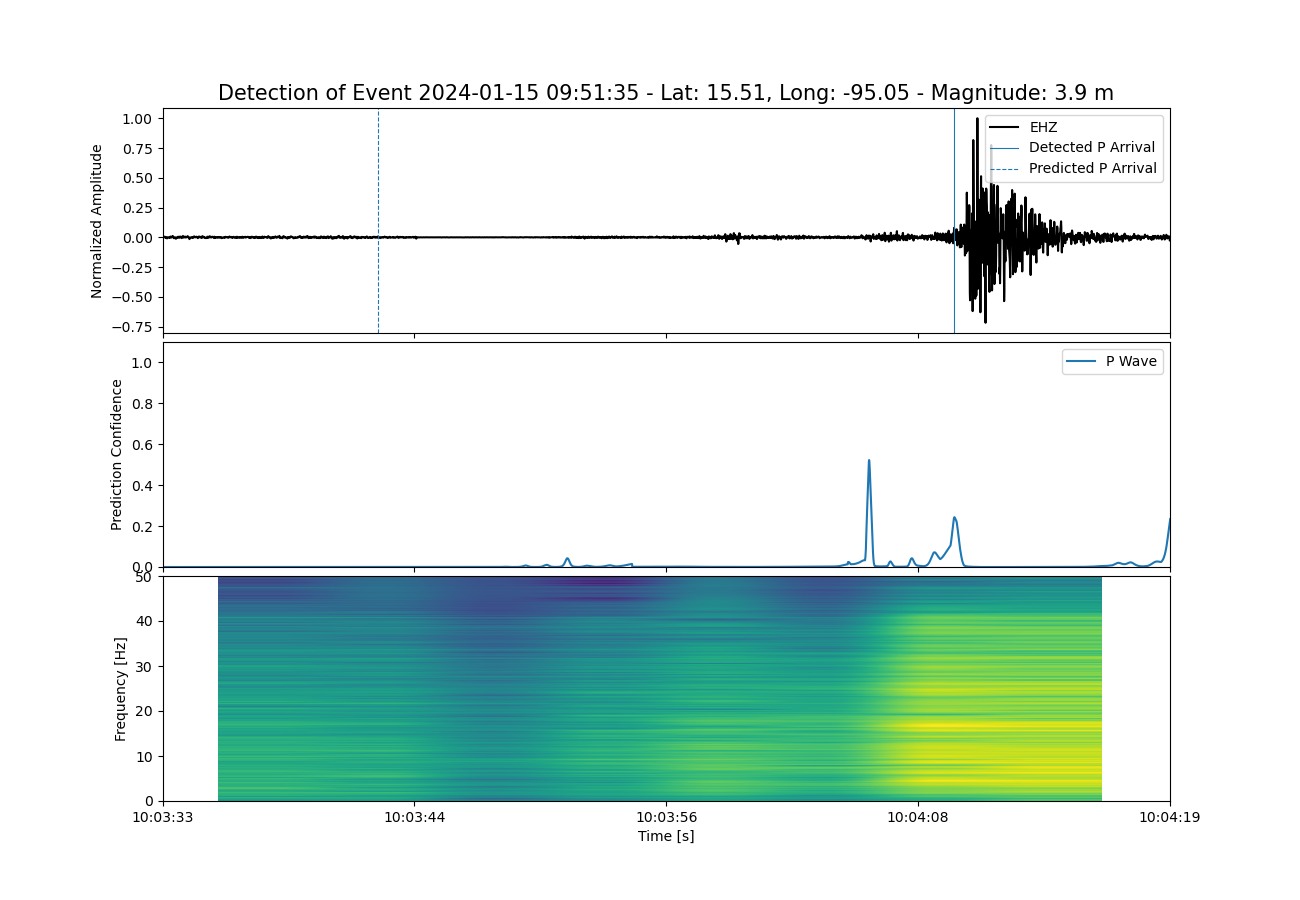 Detection of Event 2024-01-15 09:51:35 - Lat: 15.51, Long: -95.05 - Magnitude: 3.9 m
Normalized Amplitude
1.00
0.75
0.50
0.25
0.00
−0.25
−0.50
−0.75
EHZ
Detected P Arrival
Predicted P Arrival
Prediction Confidence
1.0
0.8
0.6
0.4
0.2
0.0
P Wave
Frequency [Hz]
50
40
30
20
10
0
10:03:33
10:03:44
10:03:56
10:04:08
10:04:19
Time [s]